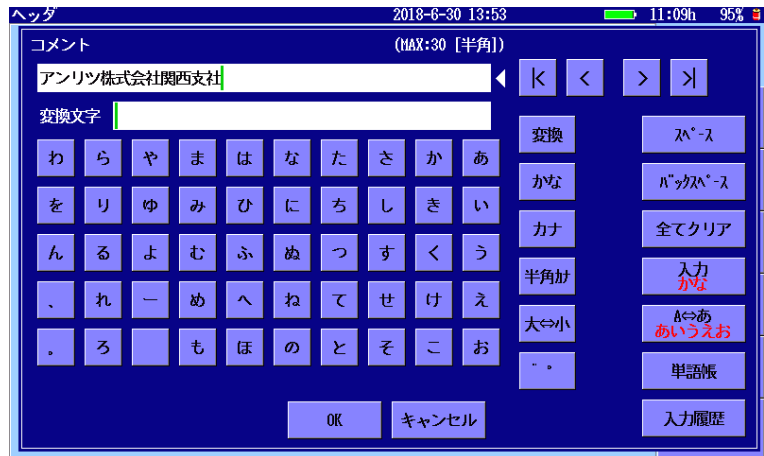 ヘッダ 2018-6-30 13:53 11:09h 95%
コメント (MAX:30 [半角])
アンリツ株式会社関西支社
|< < > >|
変換文字
変換 ｽﾍﾟｰｽ
わ ら や ま は な た さ か あ
かな ﾊﾞｯｸｽﾍﾟｰｽ
を り ゆ み ひ に ち し き い
カナ 全てクリア
ん る よ む ふ ぬ つ す く う
半角ｶﾅ 入力
かな
、 れ ー め へ ね て せ け え
大⇔小 A⇔あ
あいうえお
。 ろ も ほ の と そ こ お
゛゜ 単語帳
OK キャンセル 入力履歴